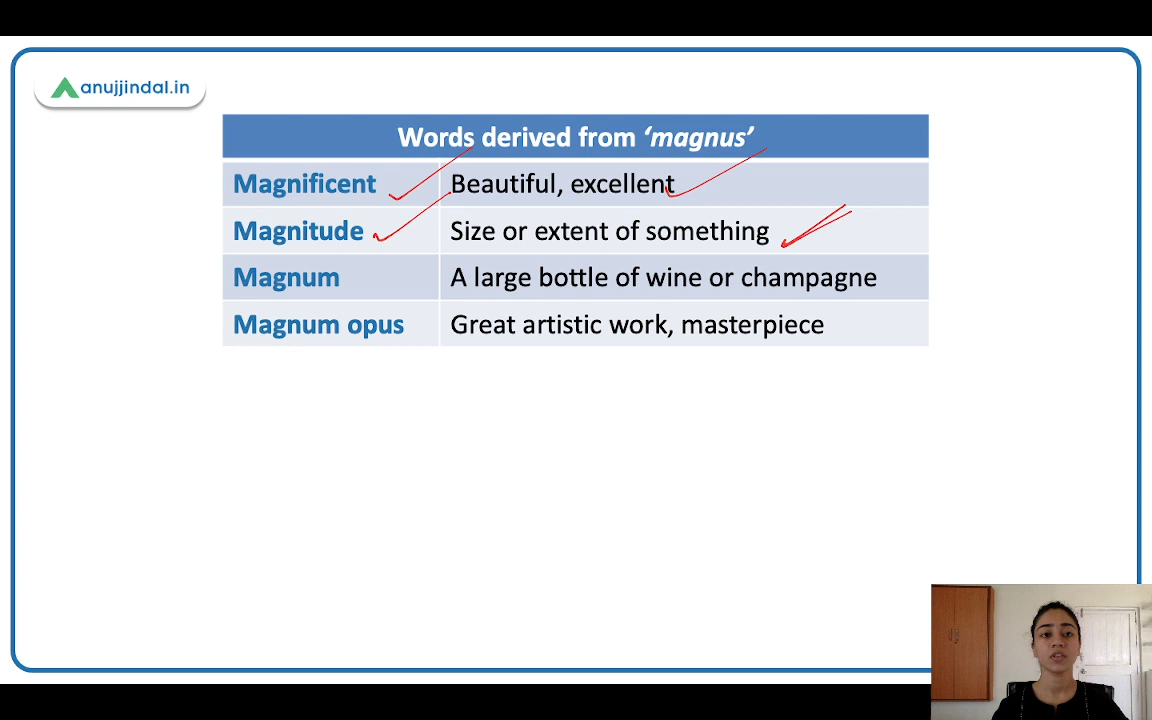 anujjindal.in
Words derived from ‘magnus’
Magnificent Beautiful, excellent
Magnitude Size or extent of something
Magnum A large bottle of wine or champagne
Magnum opus Great artistic work, masterpiece